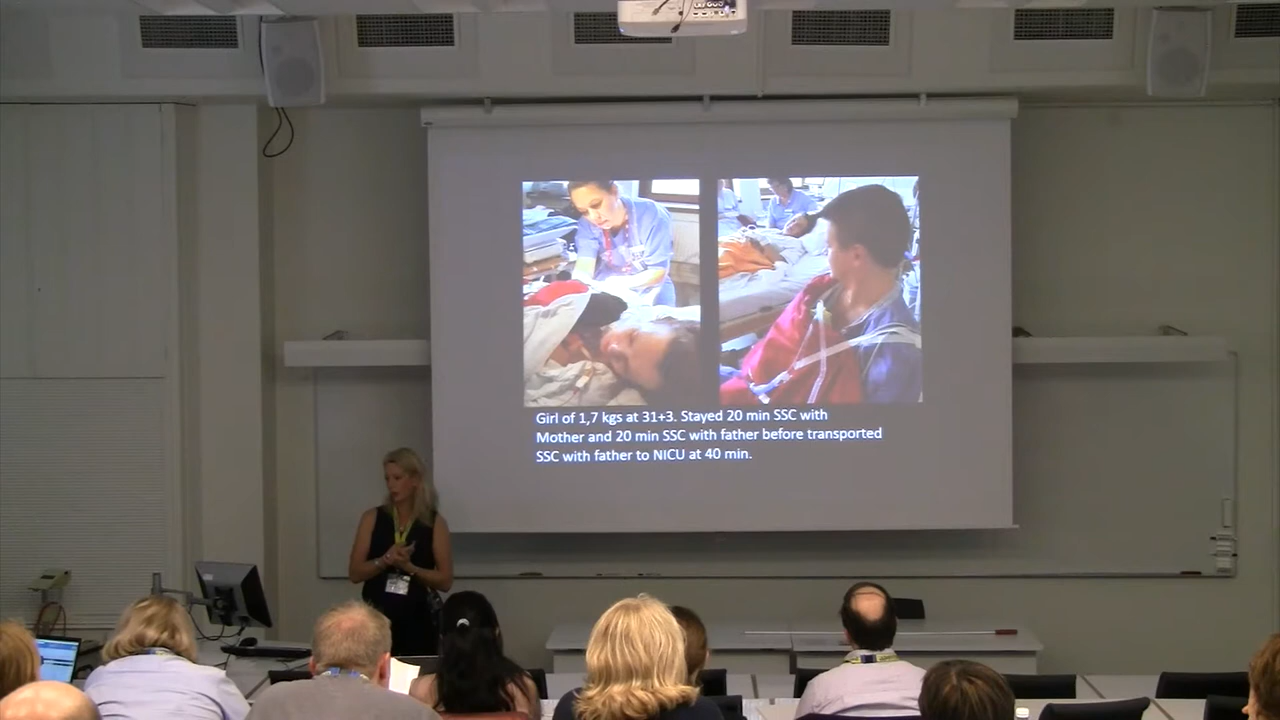 Girl of 1,7 kgs at 31+3. Stayed 20 min SSC with
Mother and 20 min SSC with father before transported
SSC with father to NICU at 40 min.